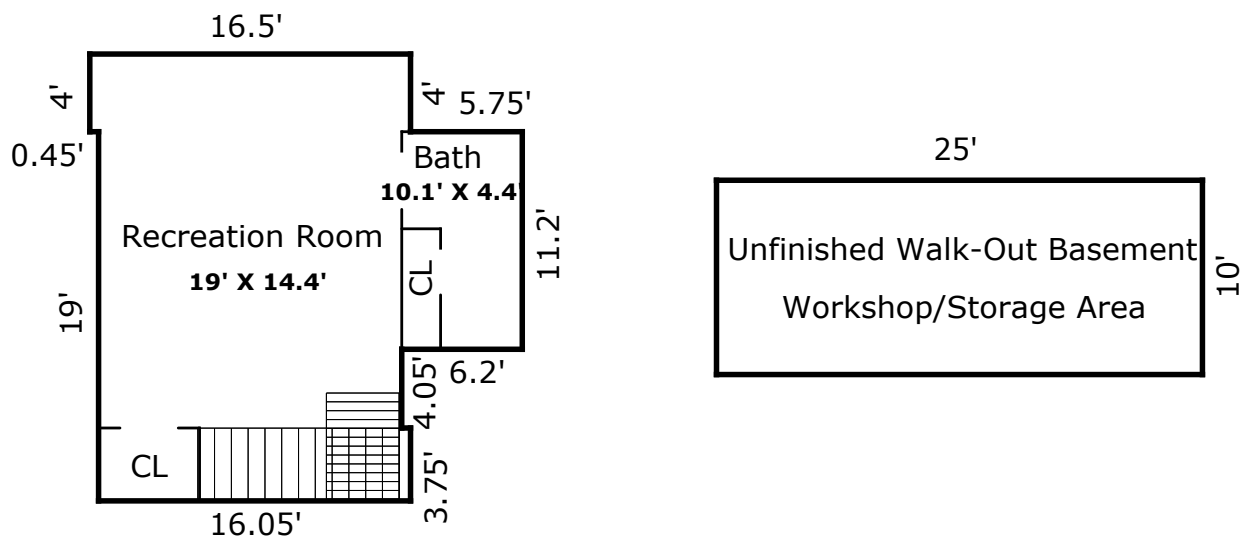 16.5'
4'
4'
5.75'
0.45'
Bath
10.1' X 4.4'
Recreation Room
19' X 14.4'
CL
11.2'
19'
6.2'
4.05'
CL
3.75'
16.05'
25'
Unfinished Walk-Out Basement
Workshop/Storage Area
10'